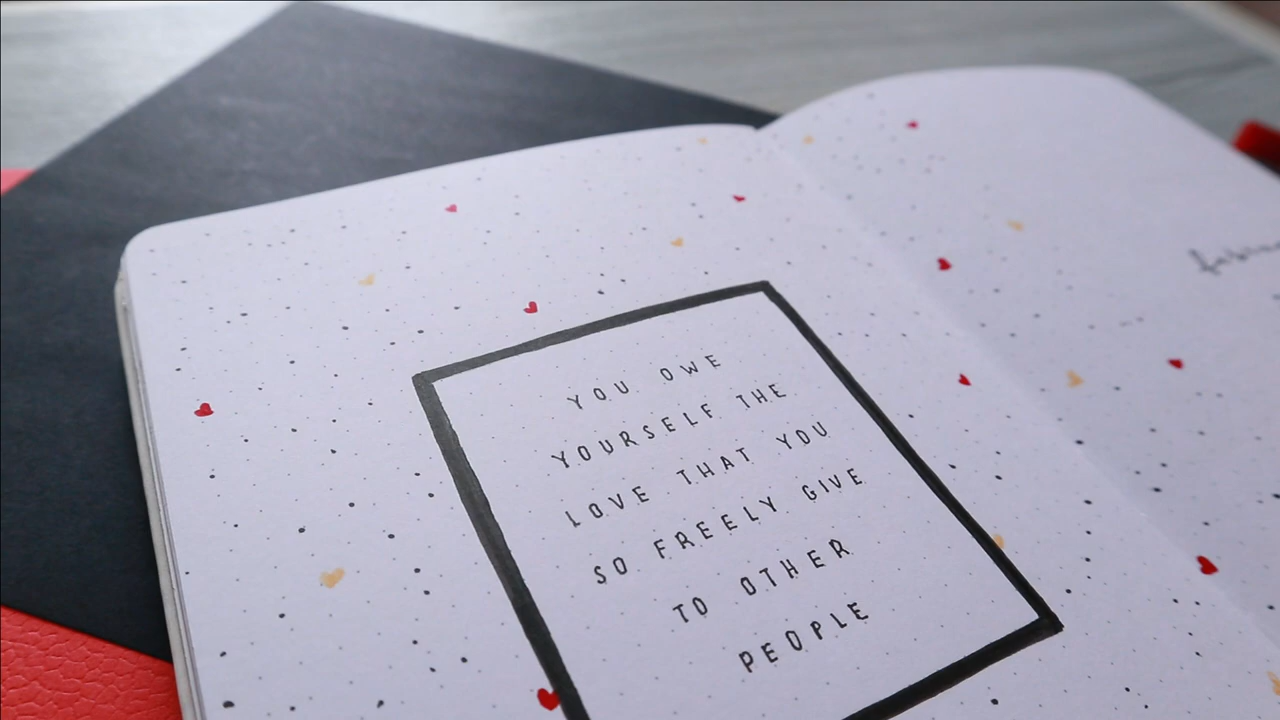 YOU OWE
YOURSELF THE
LOVE THAT YOU
SO FREELY GIVE
TO OTHER
PEOPLE